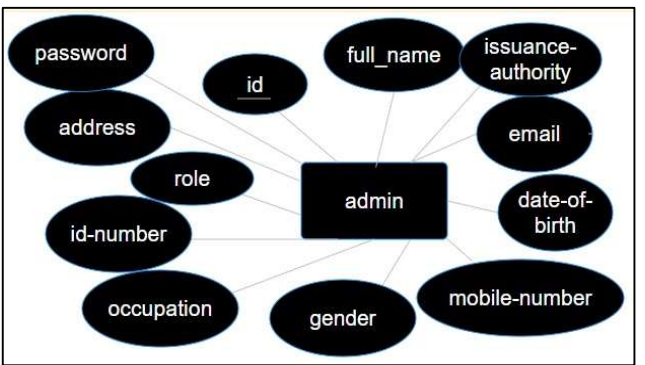 password
id
full_name
issuance-
authority
address
email
role
admin
date-of-
birth
id-number
occupation
gender
mobile-number